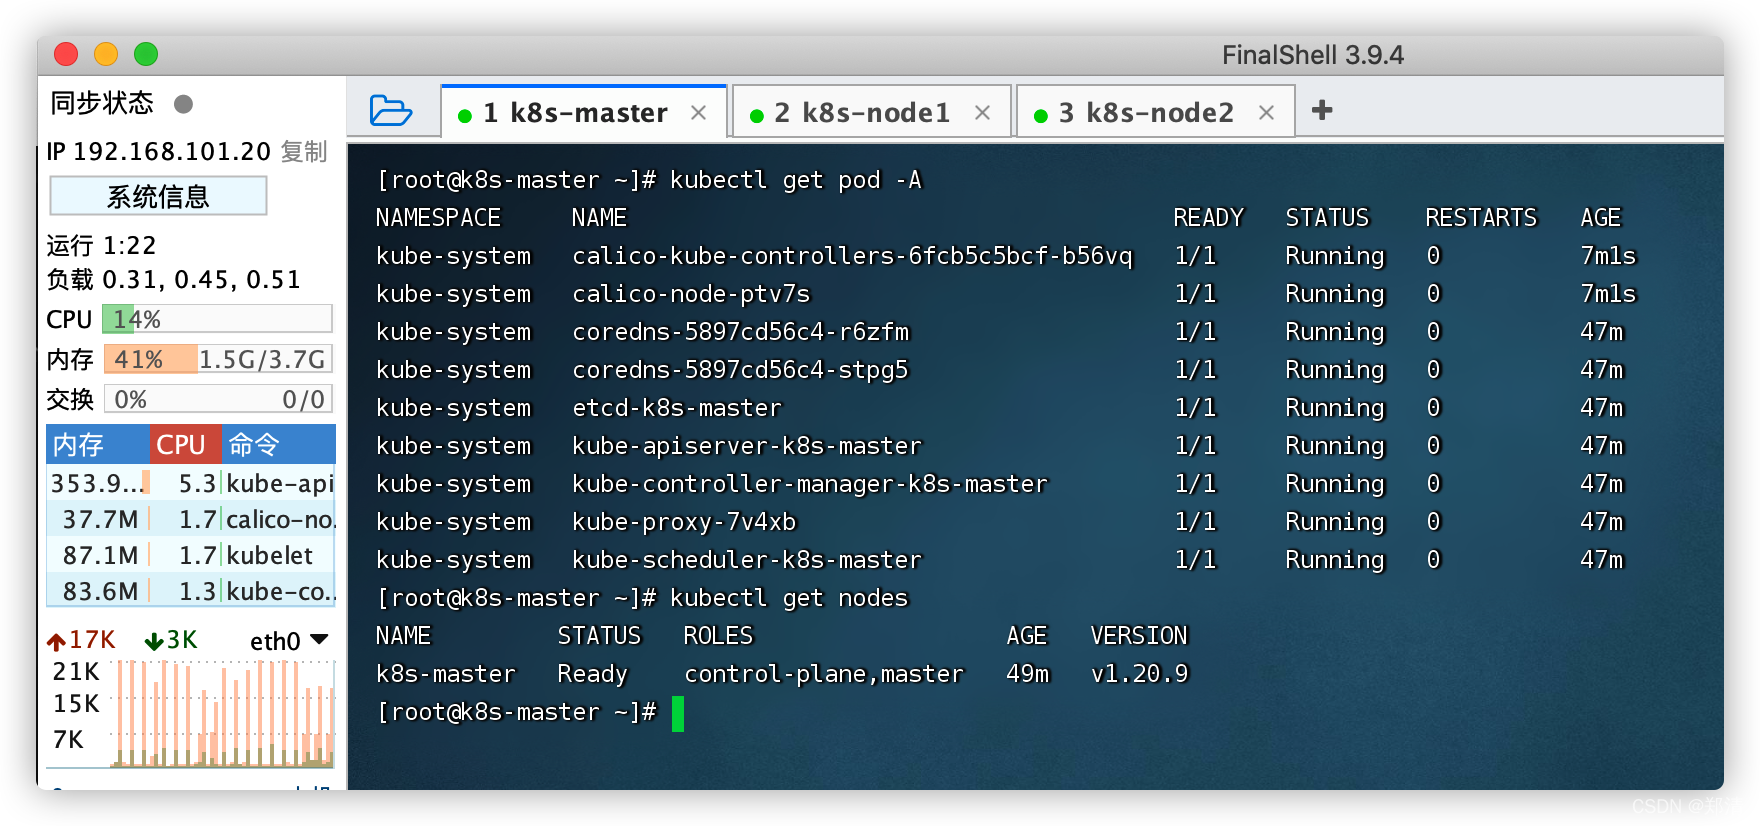 FinalShell 3.9.4
同步状态
IP 192.168.101.20 复制
系统信息
运行 1:22
负载 0.31, 0.45, 0.51
CPU 14%
内存 41% 1.5G/3.7G
交换 0% 0/0
内存 CPU 命令
353.9... 5.3 kube-api
37.7M 1.7 calico-no.
87.1M 1.7 kubelet
83.6M 1.3 kube-co..
17K 3K eth0
21K
15K
7K
1 k8s-master × 2 k8s-node1 × 3 k8s-node2 × +
[root@k8s-master ~]# kubectl get pod -A
NAMESPACE NAME READY STATUS RESTARTS AGE
kube-system calico-kube-controllers-6fcb5c5bcf-b56vq 1/1 Running 0 7m1s
kube-system calico-node-ptv7s 1/1 Running 0 7m1s
kube-system coredns-5897cd56c4-r6zfm 1/1 Running 0 47m
kube-system coredns-5897cd56c4-stpg5 1/1 Running 0 47m
kube-system etcd-k8s-master 1/1 Running 0 47m
kube-system kube-apiserver-k8s-master 1/1 Running 0 47m
kube-system kube-controller-manager-k8s-master 1/1 Running 0 47m
kube-system kube-proxy-7v4xb 1/1 Running 0 47m
kube-system kube-scheduler-k8s-master 1/1 Running 0 47m
[root@k8s-master ~]# kubectl get nodes
NAME STATUS ROLES AGE VERSION
k8s-master Ready control-plane,master 49m v1.20.9
[root@k8s-master ~]#
CSDN